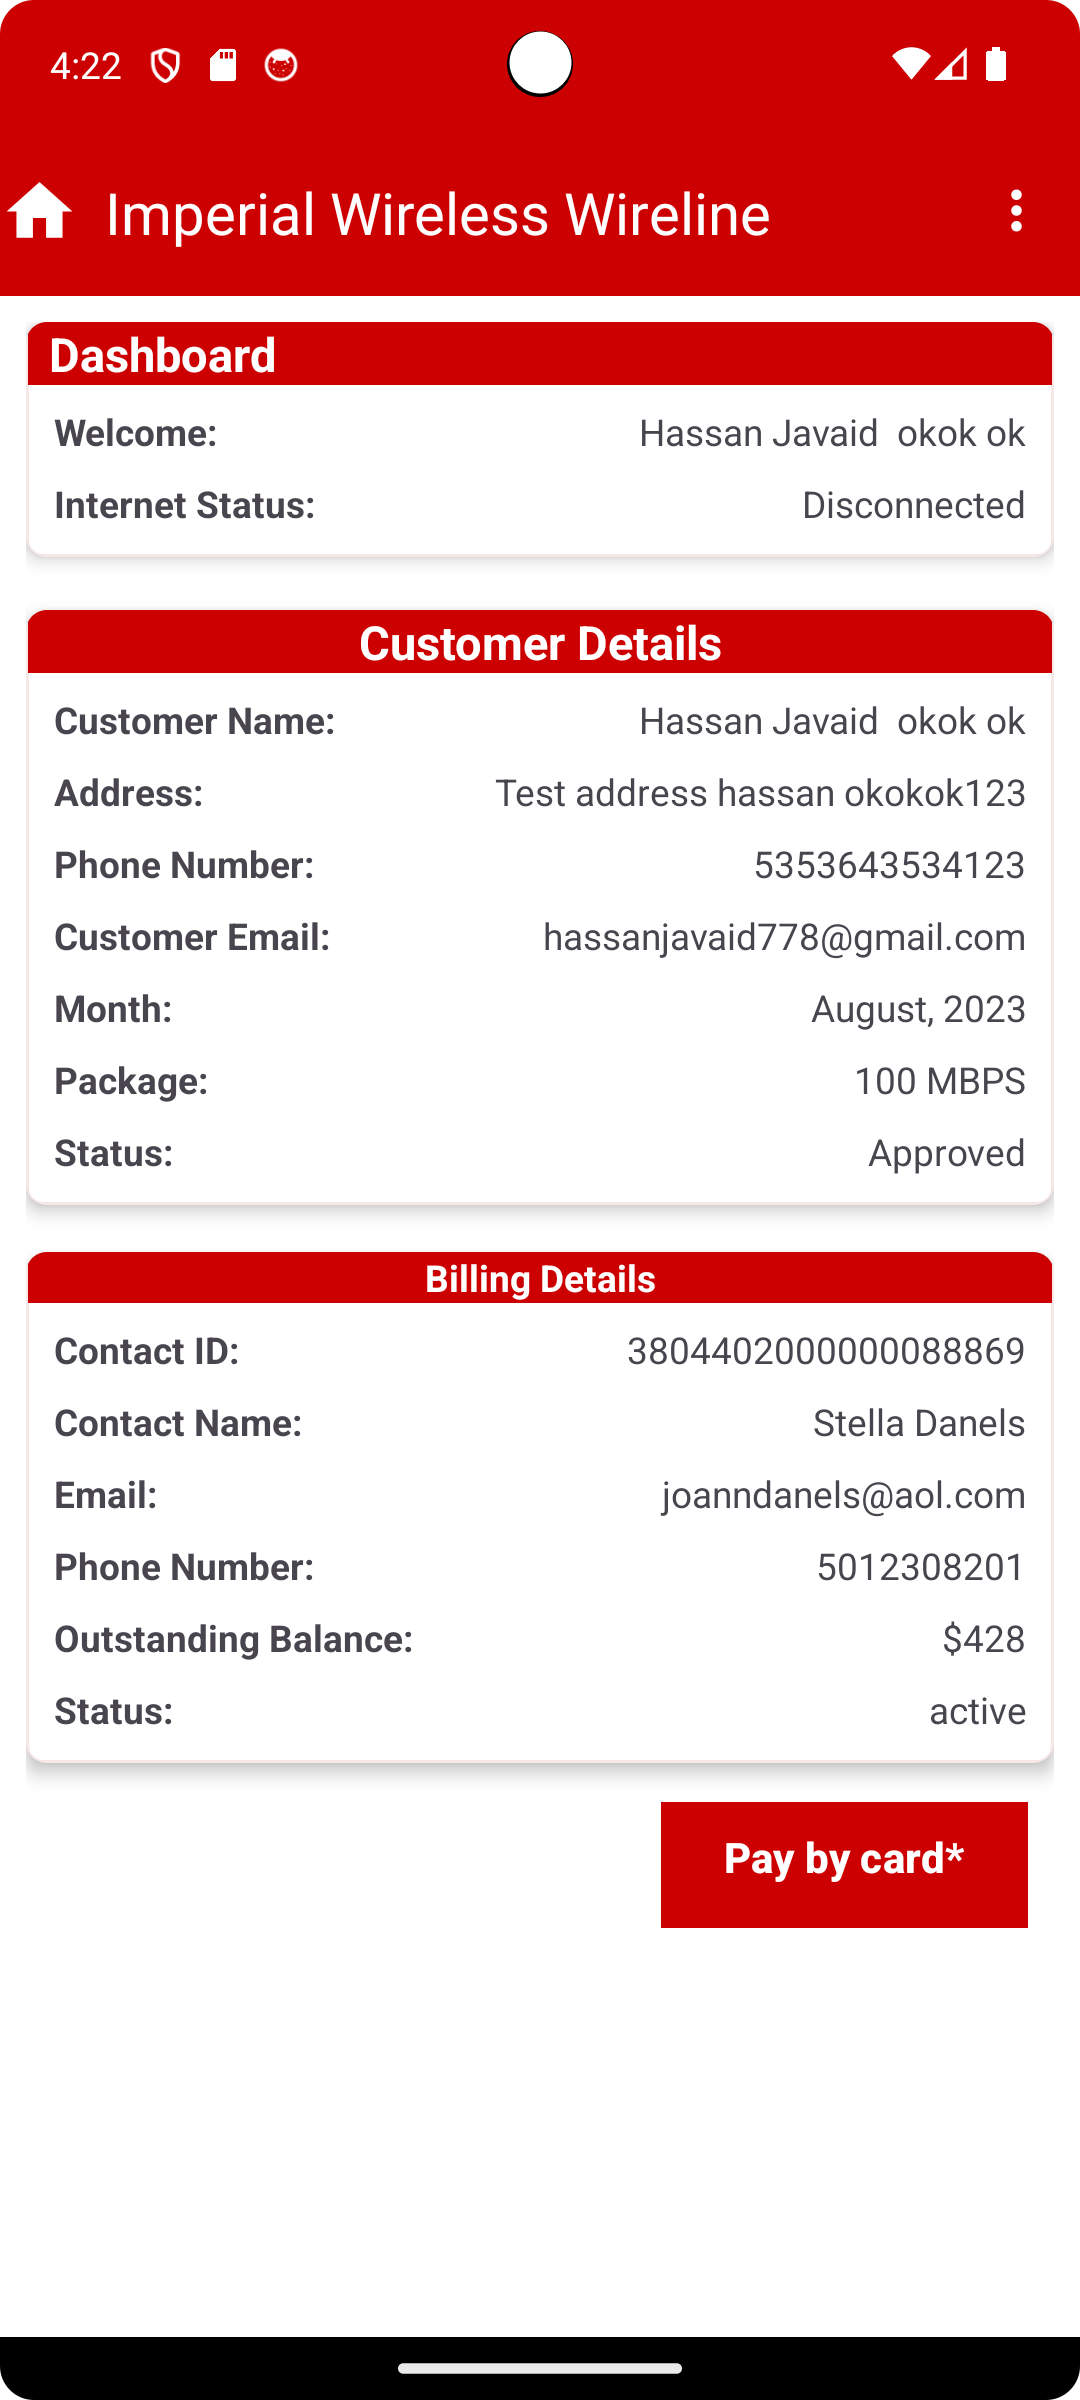 4:22
Imperial Wireless Wireline
Dashboard
Welcome: Hassan Javaid  okok ok
Internet Status: Disconnected
Customer Details
Customer Name: Hassan Javaid  okok ok
Address: Test address hassan okokok123
Phone Number: 5353643534123
Customer Email: hassanjavaid778@gmail.com
Month: August, 2023
Package: 100 MBPS
Status: Approved
Billing Details
Contact ID: 3804402000000088869
Contact Name: Stella Danels
Email: joanndanels@aol.com
Phone Number: 5012308201
Outstanding Balance: $428
Status: active
Pay by card*